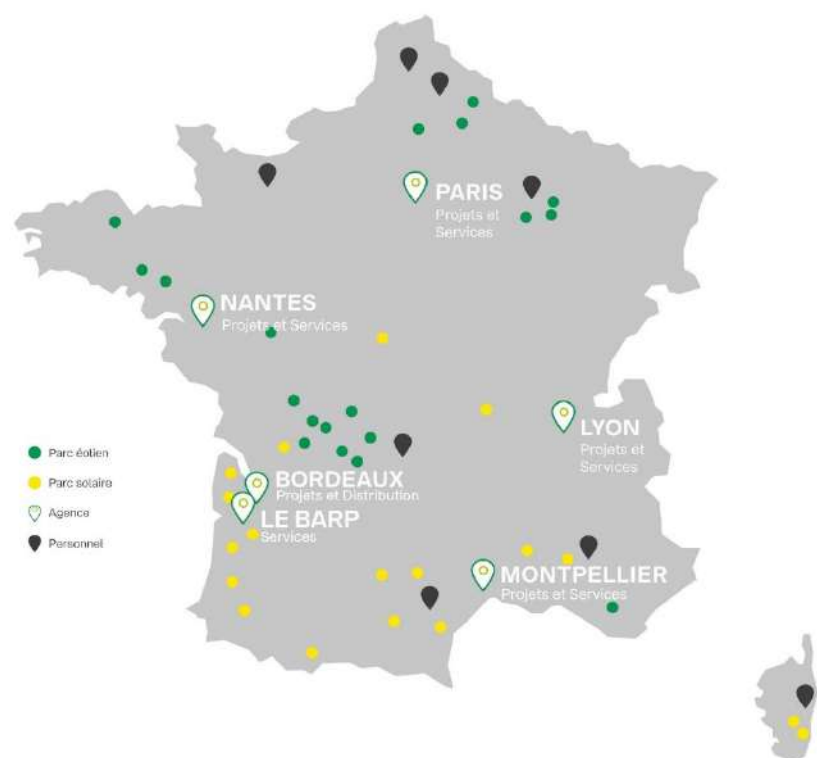 PARIS
Projets et
Services
NANTES
Projets et Services
LYON
Projets et
Services
Parc éolien
Parc solaire
Agence
Personnel
BORDEAUX
Projets et Distribution
LE BARP
Services
MONTPELLIER
Projets et Services